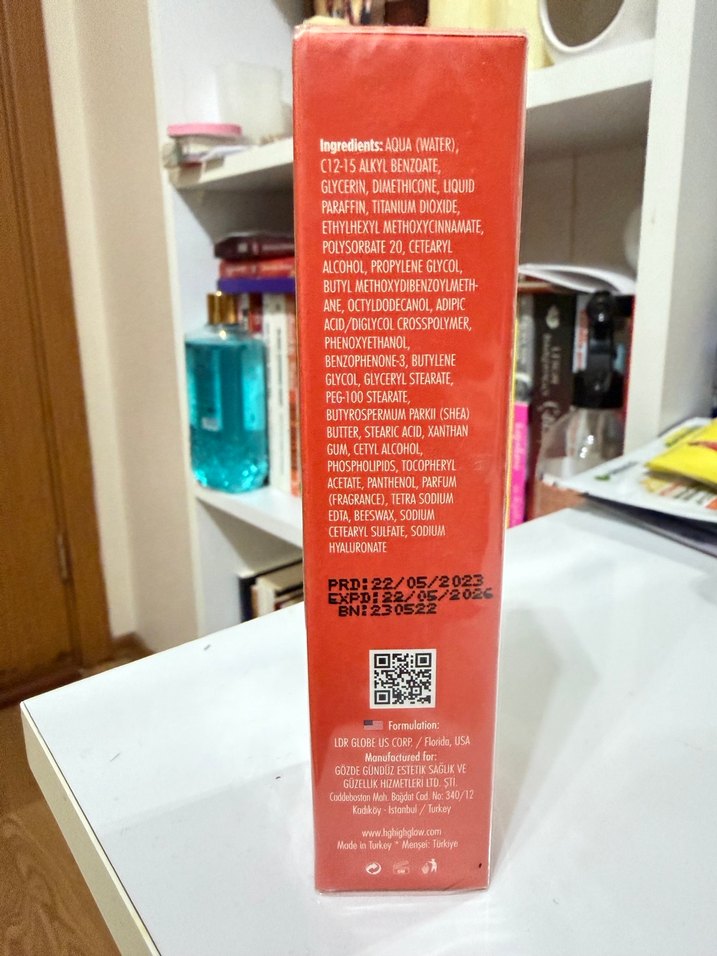 Ingredients: AQUA (WATER),
C12-15 ALKYL BENZOATE,
GLYCERIN, DIMETHICONE, LIQUID
PARAFFIN, TITANIUM DIOXIDE,
ETHYLHEXYL METHOXYCINNAMATE,
POLYSORBATE 20, CETEARYL
ALCOHOL, PROPYLENE GLYCOL,
BUTYL METHOXYDIBENZOYLMETH-
ANE, OCTYLDODECANOL, ADIPIC
ACID/DIGLYCOL CROSSPOLYMER,
PHENOXYETHANOL,
BENZOPHENONE-3, BUTYLENE
GLYCOL, GLYCERYL STEARATE,
PEG-100 STEARATE,
BUTYROSPERMUM PARKII (SHEA)
BUTTER, STEARIC ACID, XANTHAN
GUM, CETYL ALCOHOL,
PHOSPHOLIPIDS, TOCOPHERYL
ACETATE, PANTHENOL, PARFUM
(FRAGRANCE), TETRA SODIUM
EDTA, BEESWAX, SODIUM
CETEARYL SULFATE, SODIUM
HYALURONATE
PRD:22/05/2023
EXPD:22/05/2026
BN:230522
Formulation:
LDR GLOBE US CORP. / Florida, USA
Manufactured for:
GÖZDE GÜNDÜZ ESTETİK SAĞLIK VE
GÜZELLİK HİZMETLERİ LTD. ŞTİ.
Caddebostan Mah. Bağdat Cad. No: 340/12
Kadıköy - Istanbul / Turkey
www.hghighglow.com
Made in Turkey * Menşei: Türkiye